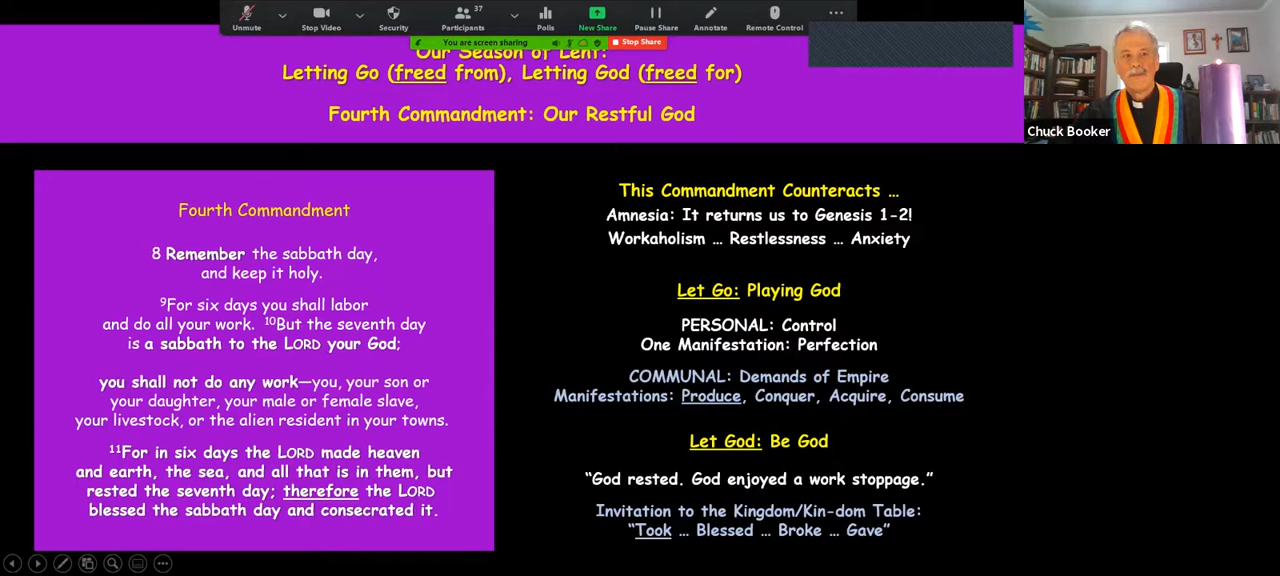 Unmute
Stop Video
Security
Participants
37
Polls
New Share
Pause Share
Annotate
Remote Control
You are screen sharing
Stop Share
Our Season of Lent:
Letting Go (freed from), Letting God (freed for)
Fourth Commandment: Our Restful God
Chuck Booker
Fourth Commandment
8 Remember the sabbath day,
and keep it holy.
9For six days you shall labor
and do all your work. 10But the seventh day
is a sabbath to the LORD your God;
you shall not do any work—you, your son or
your daughter, your male or female slave,
your livestock, or the alien resident in your towns.
11For in six days the LORD made heaven
and earth, the sea, and all that is in them, but
rested the seventh day; therefore the LORD
blessed the sabbath day and consecrated it.
This Commandment Counteracts …
Amnesia: It returns us to Genesis 1-2!
Workaholism … Restlessness … Anxiety
Let Go: Playing God
PERSONAL: Control
One Manifestation: Perfection
COMMUNAL: Demands of Empire
Manifestations: Produce, Conquer, Acquire, Consume
Let God: Be God
“God rested. God enjoyed a work stoppage.”
Invitation to the Kingdom/Kin-dom Table:
“Took … Blessed … Broke … Gave”